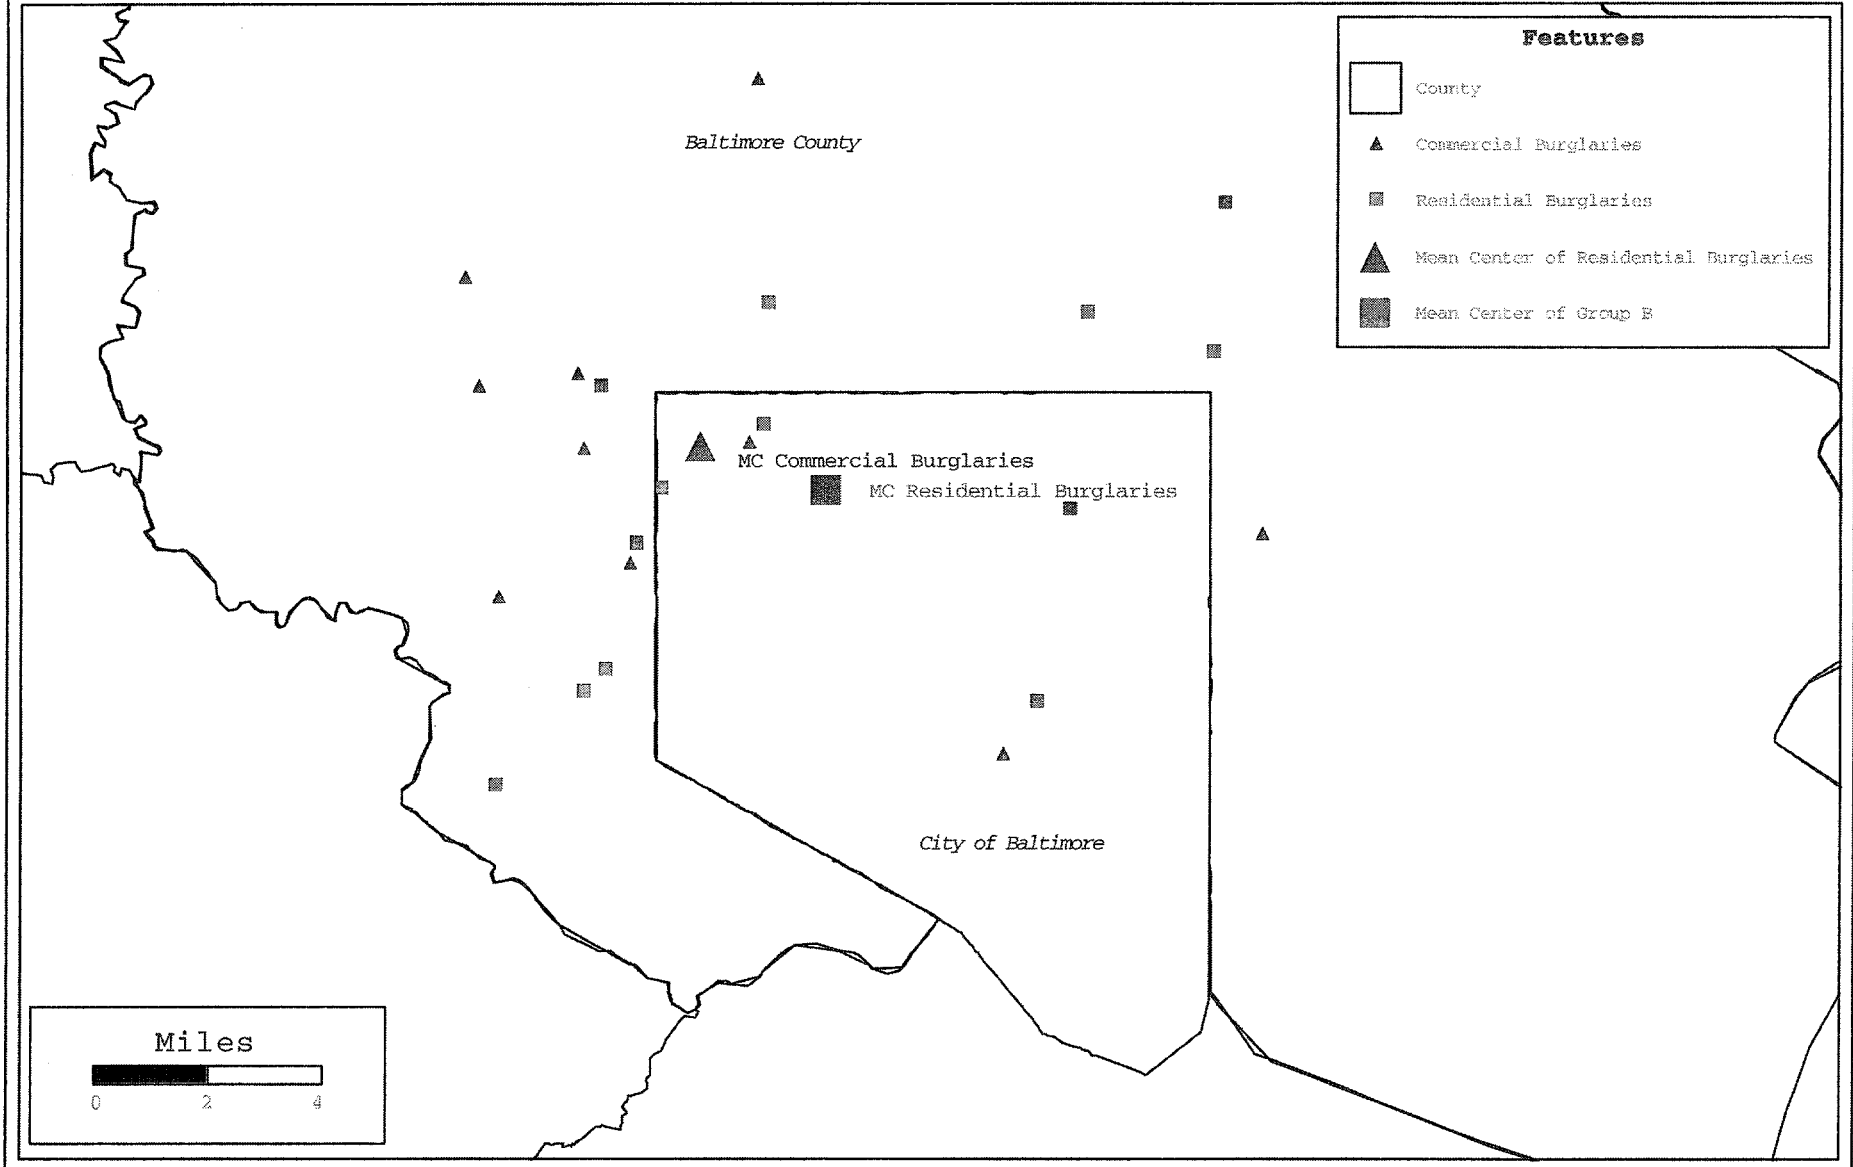 Features
County
Commercial Burglaries
Residential Burglaries
Mean Center of Residential Burglaries
Mean Center of Group B
Baltimore County
MC Commercial Burglaries
MC Residential Burglaries
City of Baltimore
Miles
0 2 4